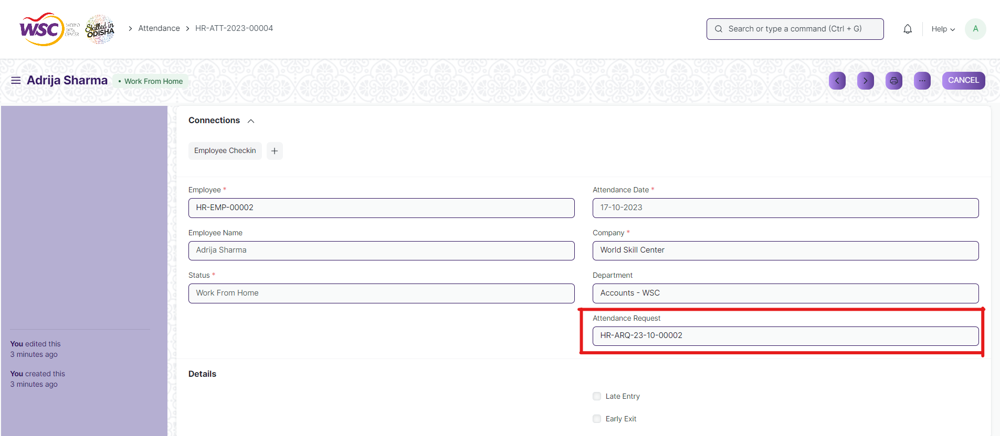 WSC WORLD SKILL CENTER
Skilled in ODISHA
Attendance
HR-ATT-2023-00004
Search or type a command (Ctrl + G)
Help
A
Adrija Sharma
• Work From Home
...
CANCEL
Connections
Employee Checkin +
Employee *
HR-EMP-00002
Attendance Date *
17-10-2023
Employee Name
Adrija Sharma
Company *
World Skill Center
Status *
Work From Home
Department
Accounts - WSC
Attendance Request
HR-ARQ-23-10-00002
You edited this
3 minutes ago
You created this
3 minutes ago
Details
Late Entry
Early Exit